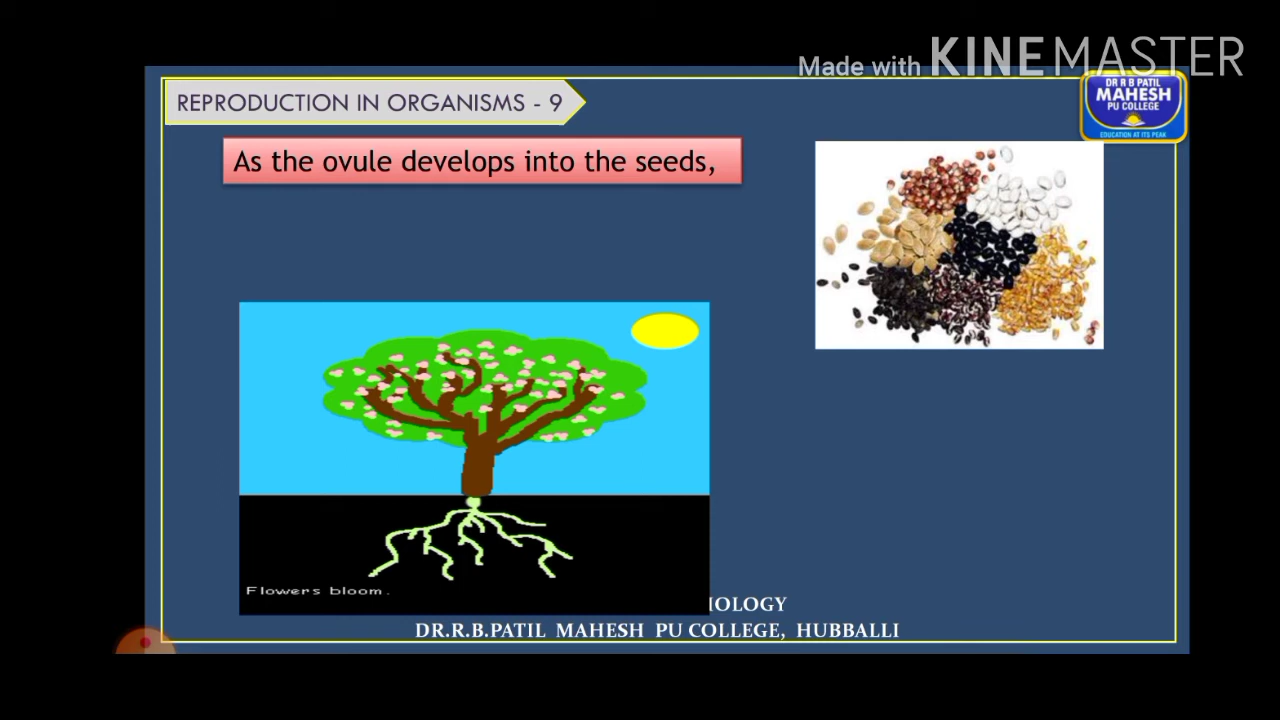 Made with KINEMASTER
REPRODUCTION IN ORGANISMS - 9
DR R B PATIL
MAHESH
PU COLLEGE
EDUCATION AT ITS PEAK
As the ovule develops into the seeds,
Flowers bloom.
IOLOGY
DR.R.B.PATIL MAHESH PU COLLEGE, HUBBALLI